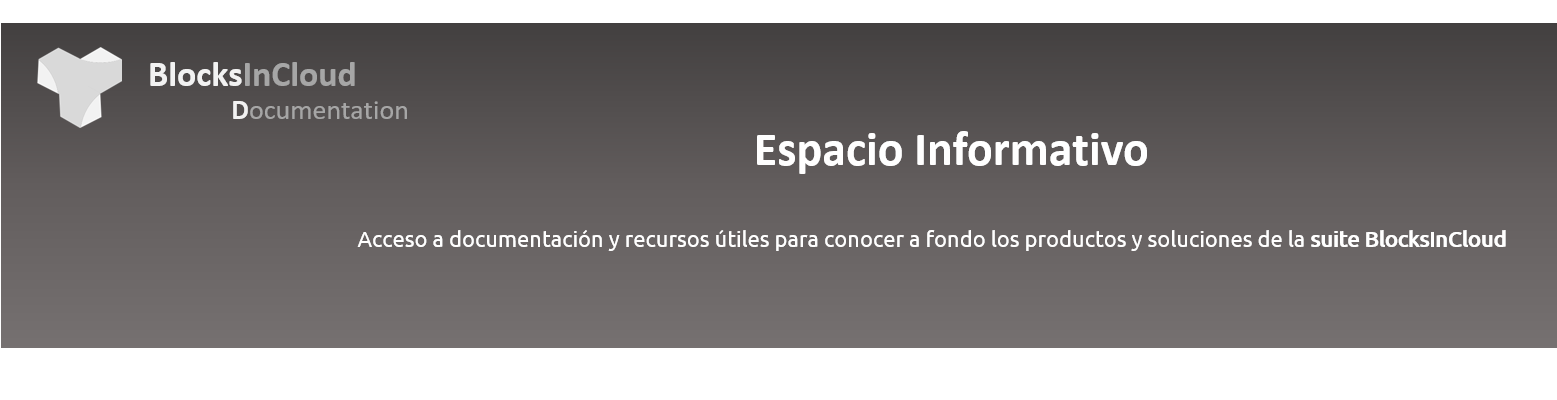 BlocksInCloud
Documentation
Espacio Informativo
Acceso a documentación y recursos útiles para conocer a fondo los productos y soluciones de la suite BlocksInCloud